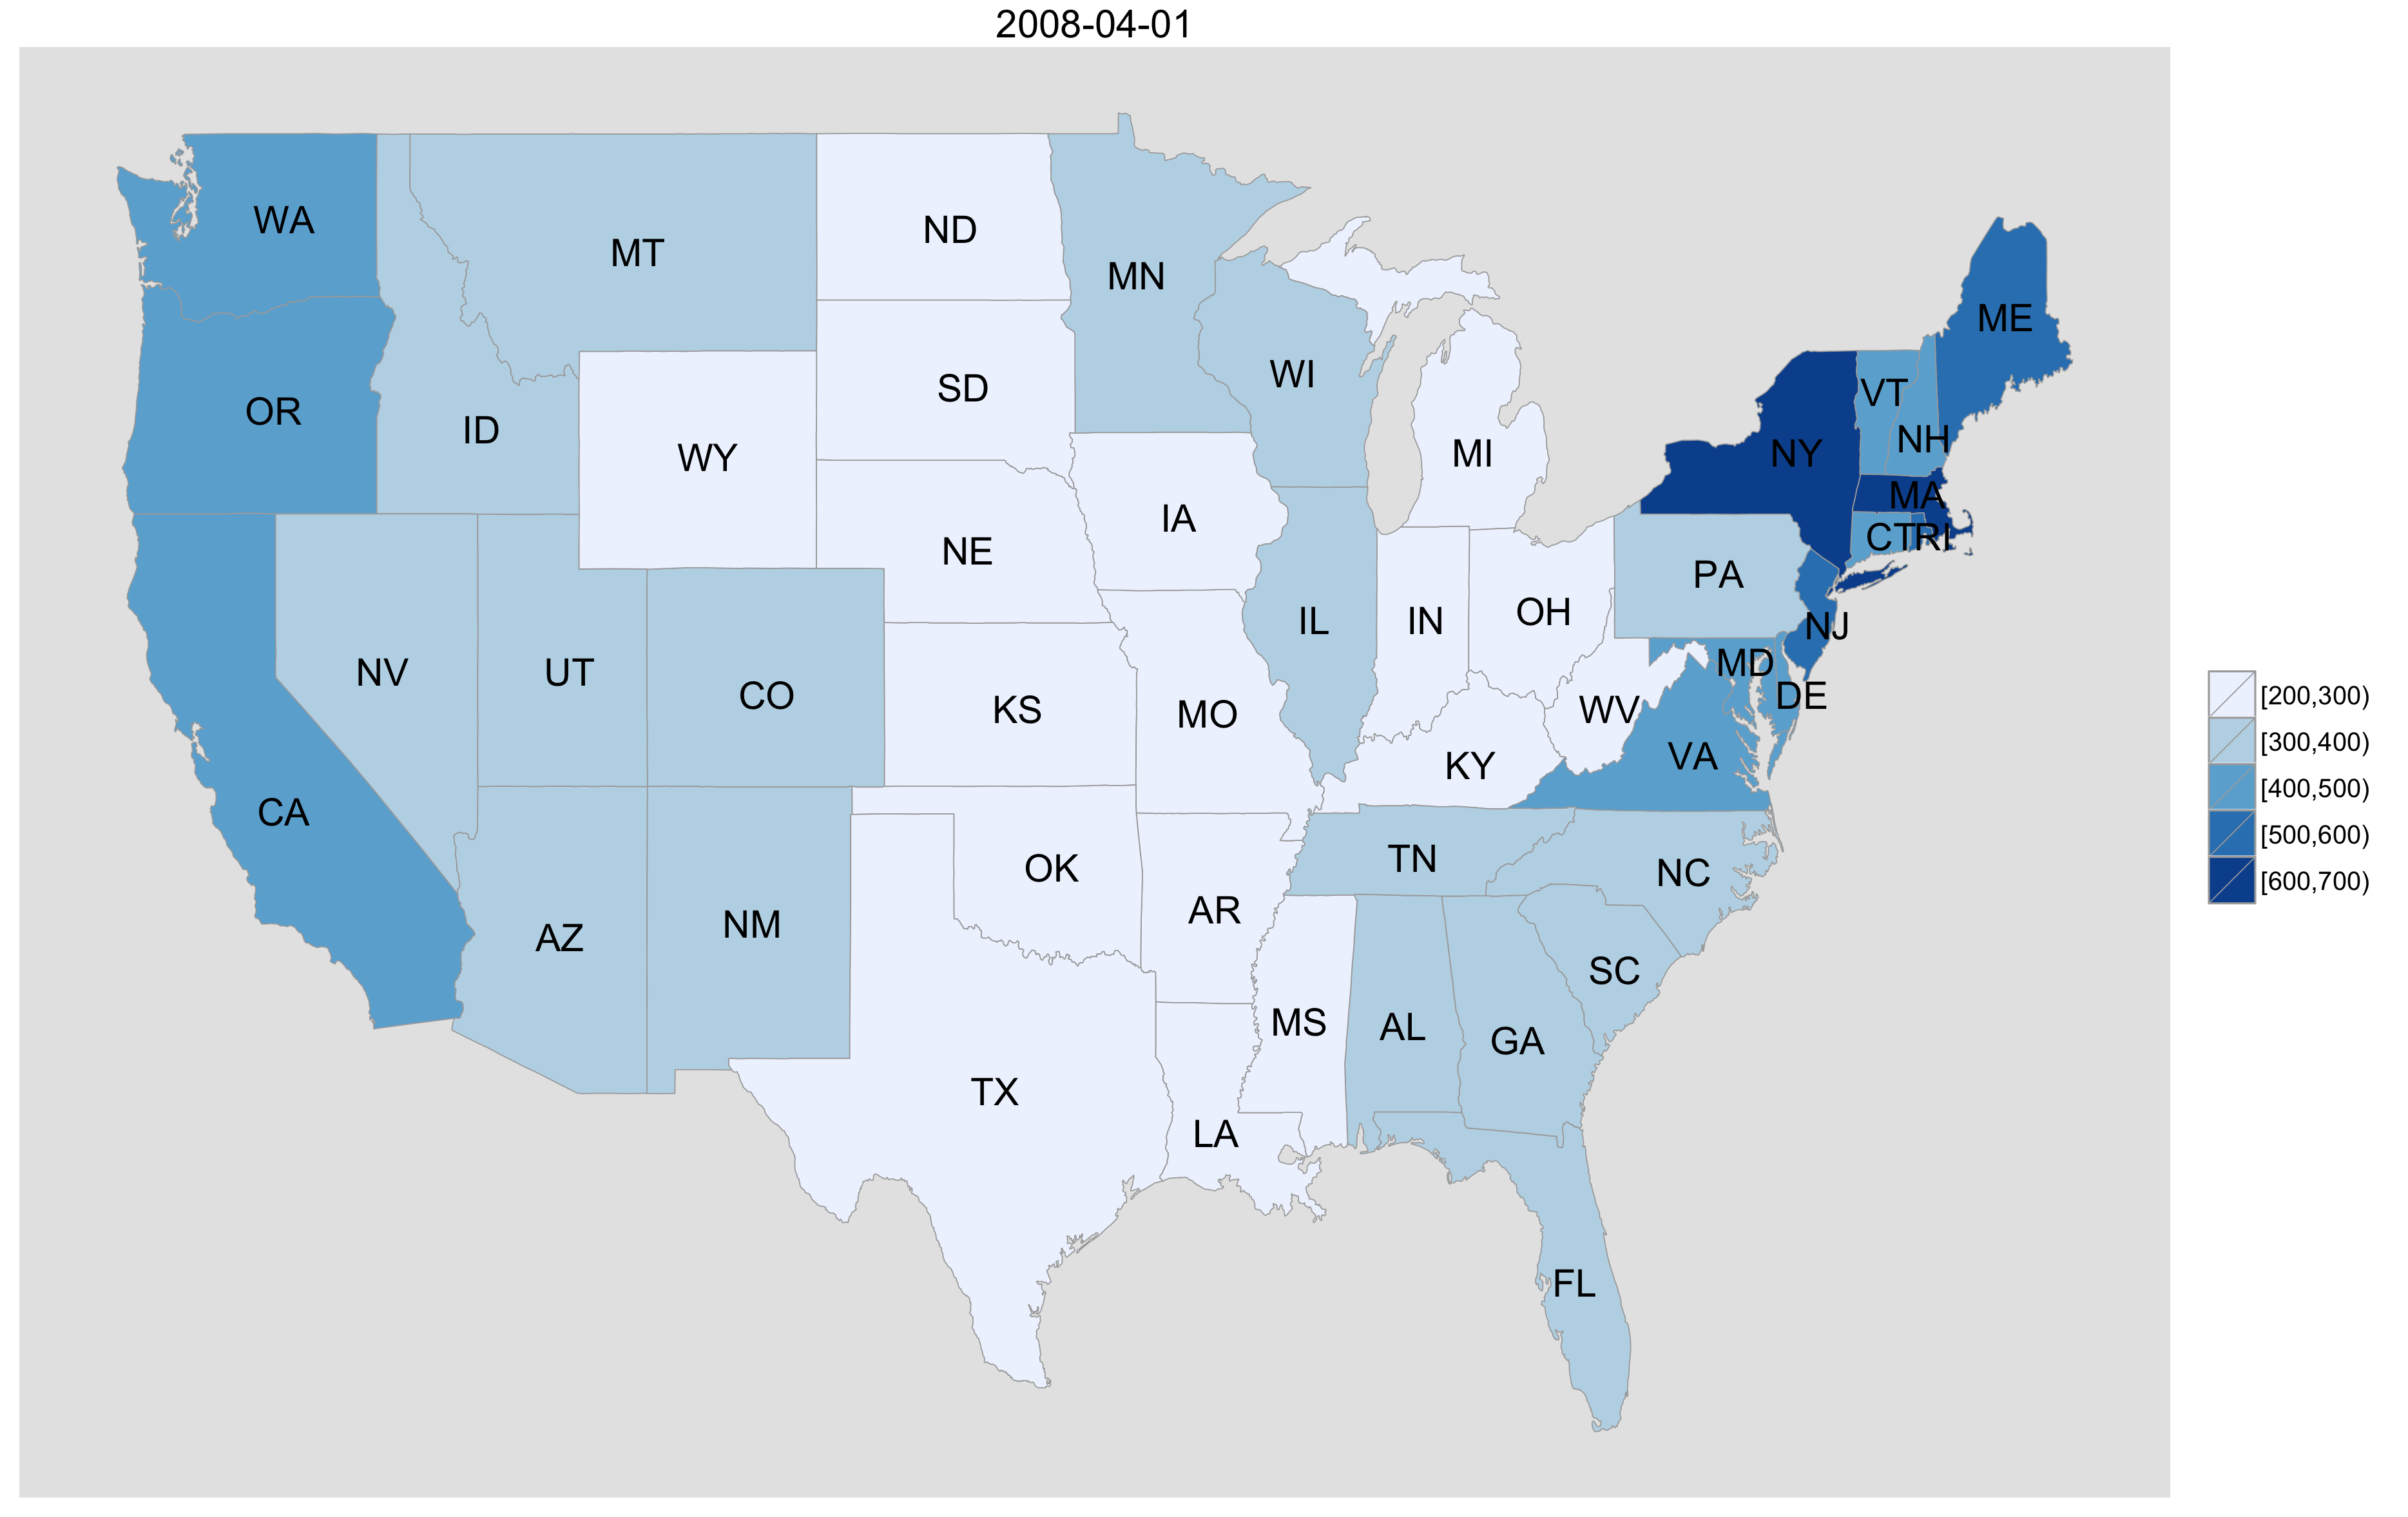 2008-04-01
WA
MT
ND
MN
ME
OR
ID
WY
SD
WI
MI
VT
NH
NY
MA
CT
RI
IA
NE
PA
NJ
NV
UT
CO
KS
MO
IL
IN
OH
WV
MD
DE
VA
KY
CA
AZ
NM
OK
AR
TN
NC
SC
TX
LA
MS
AL
GA
FL
[200,300)
[300,400)
[400,500)
[500,600)
[600,700)